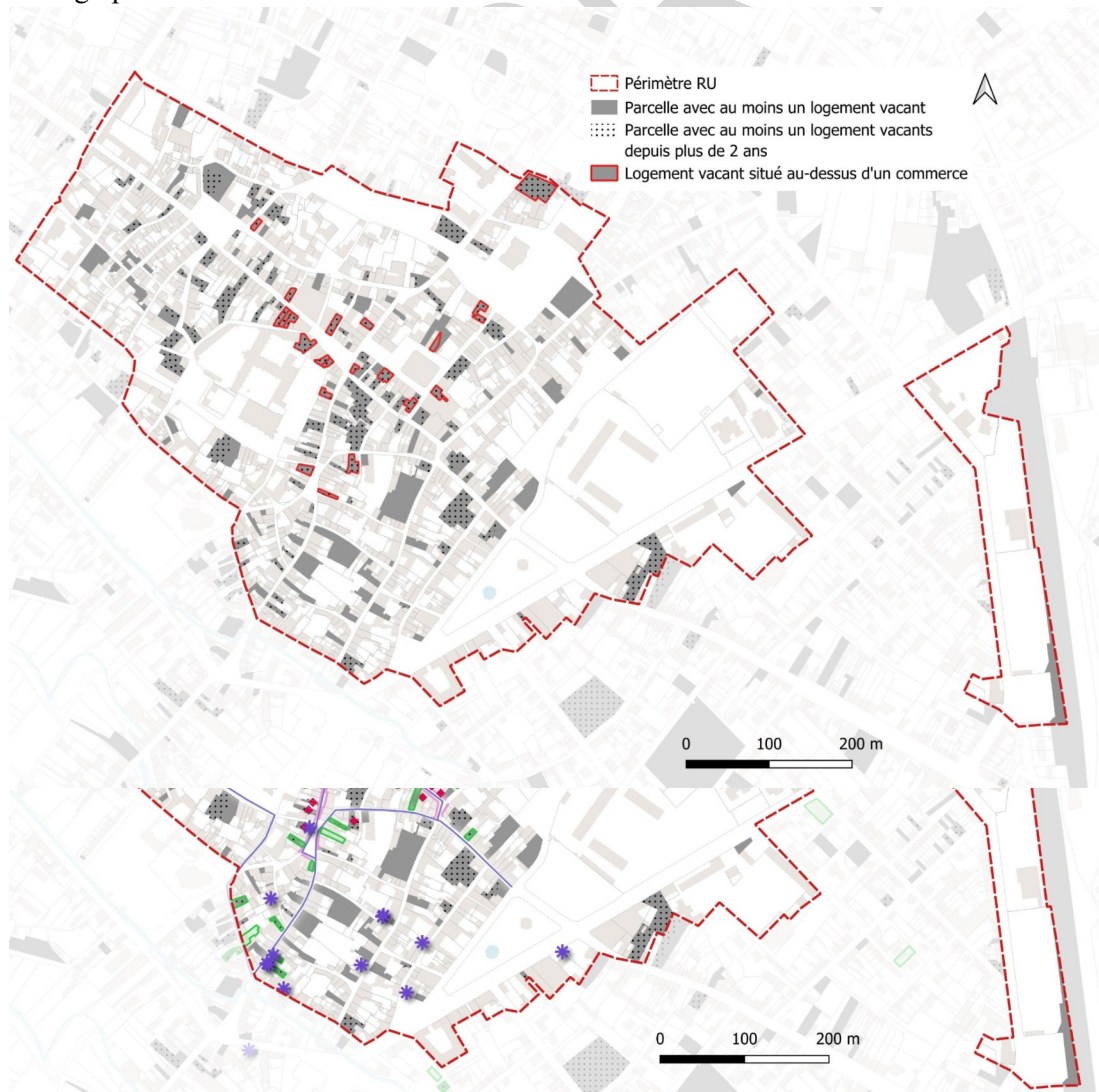 Périmètre RU
Parcelle avec au moins un logement vacant
Parcelle avec au moins un logement vacants
depuis plus de 2 ans
Logement vacant situé au-dessus d'un commerce
0 100 200 m
0 100 200 m